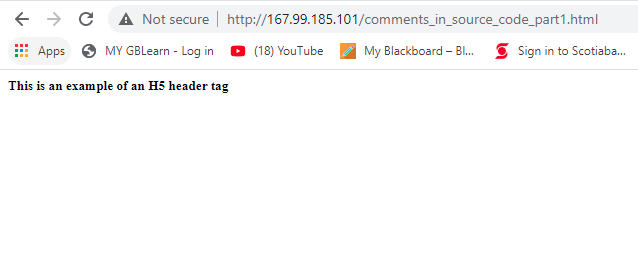 Not secure | http://167.99.185.101/comments_in_source_code_part1.html
Apps MY GBLearn - Log in (18) YouTube My Blackboard – Bl... Sign in to Scotiaba...
This is an example of an H5 header tag